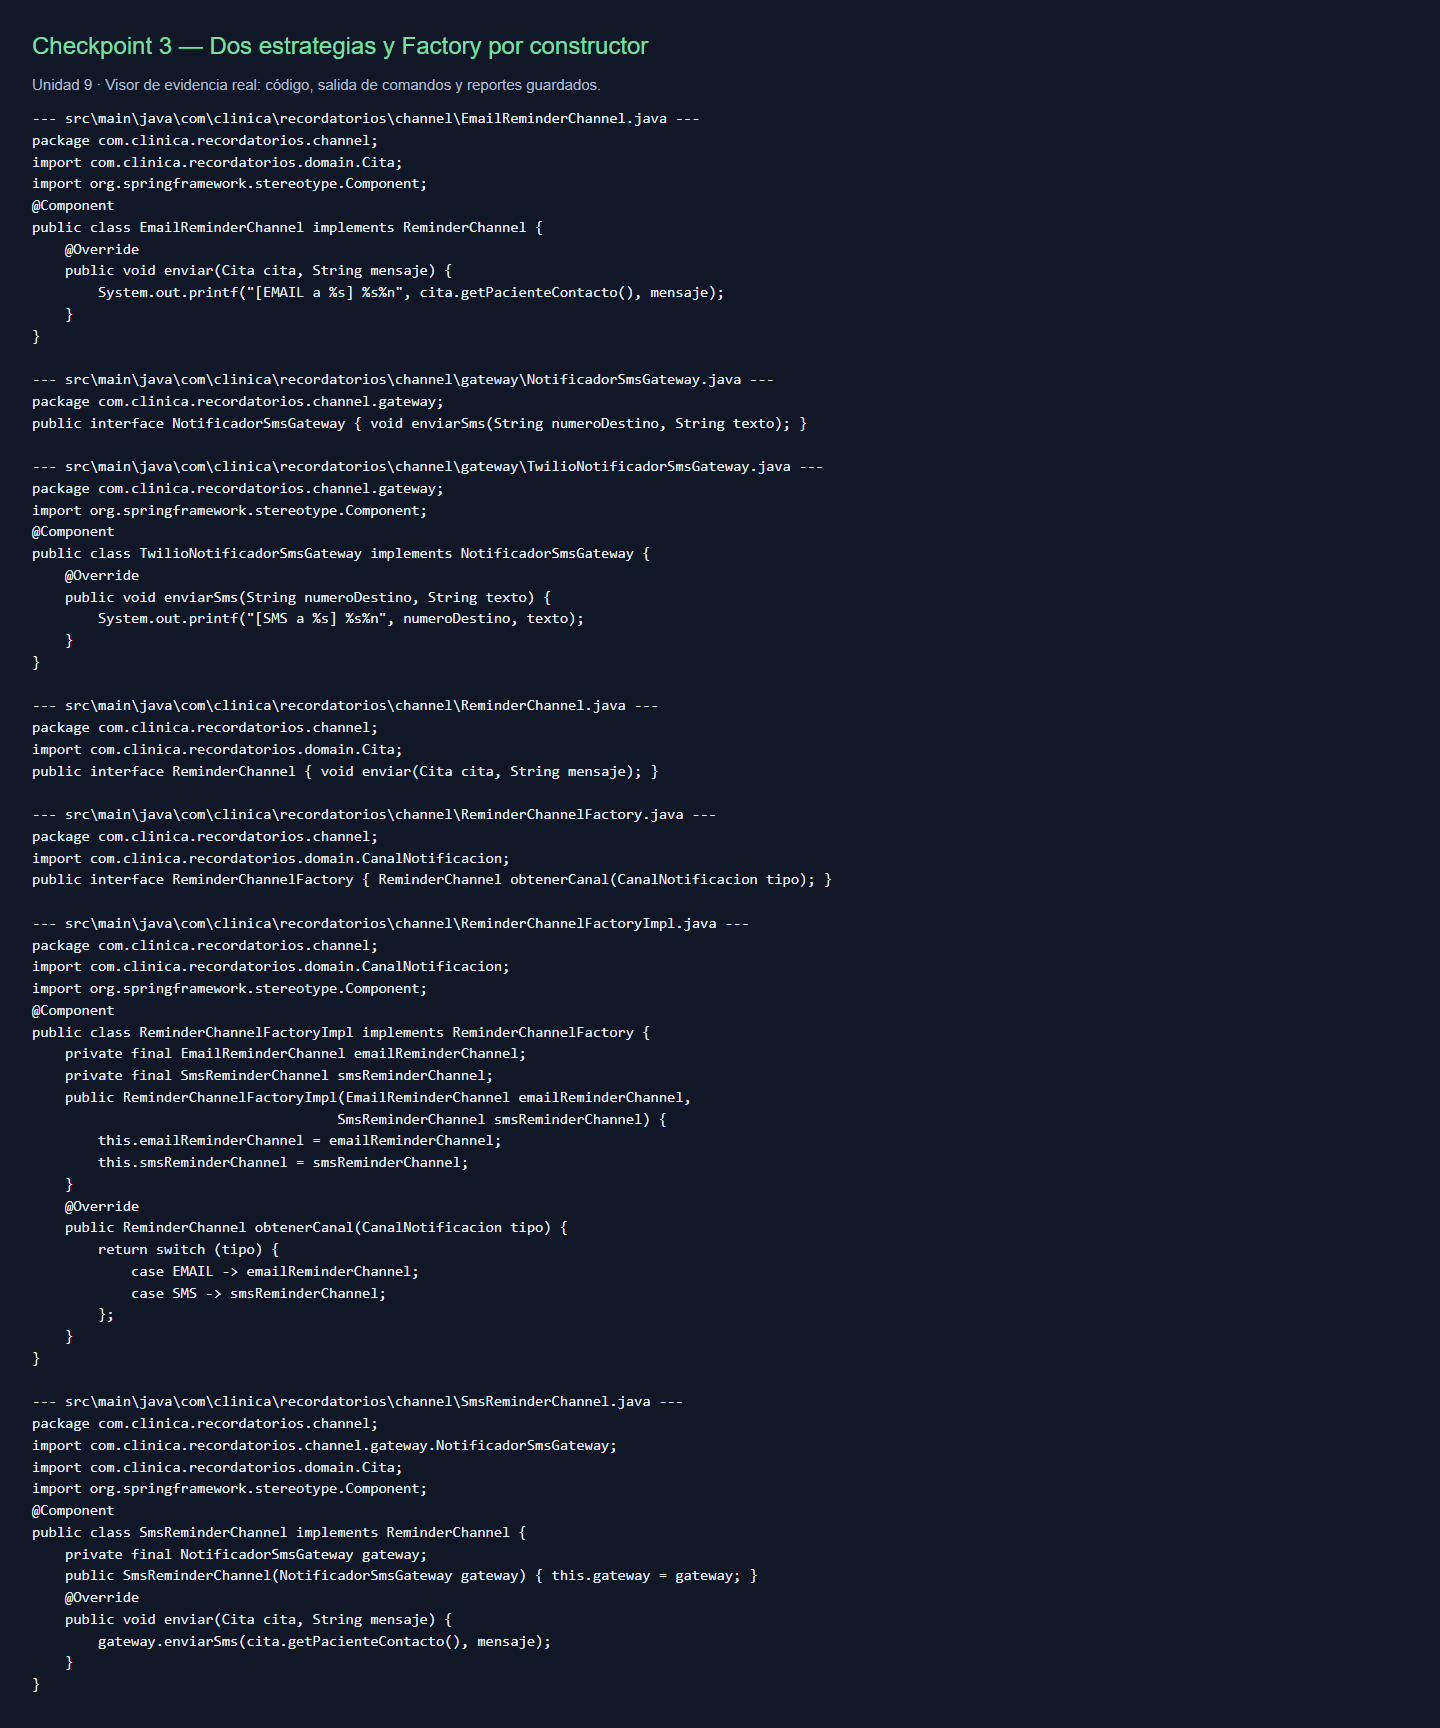 Checkpoint 3 — Dos estrategias y Factory por constructor
Unidad 9 · Visor de evidencia real: código, salida de comandos y reportes guardados.
--- src\main\java\com\clinica\recordatorios\channel\EmailReminderChannel.java ---
package com.clinica.recordatorios.channel;
import com.clinica.recordatorios.domain.Cita;
import org.springframework.stereotype.Component;
@Component
public class EmailReminderChannel implements ReminderChannel {
    @Override
    public void enviar(Cita cita, String mensaje) {
        System.out.printf("[EMAIL a %s] %s%n", cita.getPacienteContacto(), mensaje);
    }
}

--- src\main\java\com\clinica\recordatorios\channel\gateway\NotificadorSmsGateway.java ---
package com.clinica.recordatorios.channel.gateway;
public interface NotificadorSmsGateway { void enviarSms(String numeroDestino, String texto); }

--- src\main\java\com\clinica\recordatorios\channel\gateway\TwilioNotificadorSmsGateway.java ---
package com.clinica.recordatorios.channel.gateway;
import org.springframework.stereotype.Component;
@Component
public class TwilioNotificadorSmsGateway implements NotificadorSmsGateway {
    @Override
    public void enviarSms(String numeroDestino, String texto) {
        System.out.printf("[SMS a %s] %s%n", numeroDestino, texto);
    }
}

--- src\main\java\com\clinica\recordatorios\channel\ReminderChannel.java ---
package com.clinica.recordatorios.channel;
import com.clinica.recordatorios.domain.Cita;
public interface ReminderChannel { void enviar(Cita cita, String mensaje); }

--- src\main\java\com\clinica\recordatorios\channel\ReminderChannelFactory.java ---
package com.clinica.recordatorios.channel;
import com.clinica.recordatorios.domain.CanalNotificacion;
public interface ReminderChannelFactory { ReminderChannel obtenerCanal(CanalNotificacion tipo); }

--- src\main\java\com\clinica\recordatorios\channel\ReminderChannelFactoryImpl.java ---
package com.clinica.recordatorios.channel;
import com.clinica.recordatorios.domain.CanalNotificacion;
import org.springframework.stereotype.Component;
@Component
public class ReminderChannelFactoryImpl implements ReminderChannelFactory {
    private final EmailReminderChannel emailReminderChannel;
    private final SmsReminderChannel smsReminderChannel;
    public ReminderChannelFactoryImpl(EmailReminderChannel emailReminderChannel,
                                     SmsReminderChannel smsReminderChannel) {
        this.emailReminderChannel = emailReminderChannel;
        this.smsReminderChannel = smsReminderChannel;
    }
    @Override
    public ReminderChannel obtenerCanal(CanalNotificacion tipo) {
        return switch (tipo) {
            case EMAIL -> emailReminderChannel;
            case SMS -> smsReminderChannel;
        };
    }
}

--- src\main\java\com\clinica\recordatorios\channel\SmsReminderChannel.java ---
package com.clinica.recordatorios.channel;
import com.clinica.recordatorios.channel.gateway.NotificadorSmsGateway;
import com.clinica.recordatorios.domain.Cita;
import org.springframework.stereotype.Component;
@Component
public class SmsReminderChannel implements ReminderChannel {
    private final NotificadorSmsGateway gateway;
    public SmsReminderChannel(NotificadorSmsGateway gateway) { this.gateway = gateway; }
    @Override
    public void enviar(Cita cita, String mensaje) {
        gateway.enviarSms(cita.getPacienteContacto(), mensaje);
    }
}